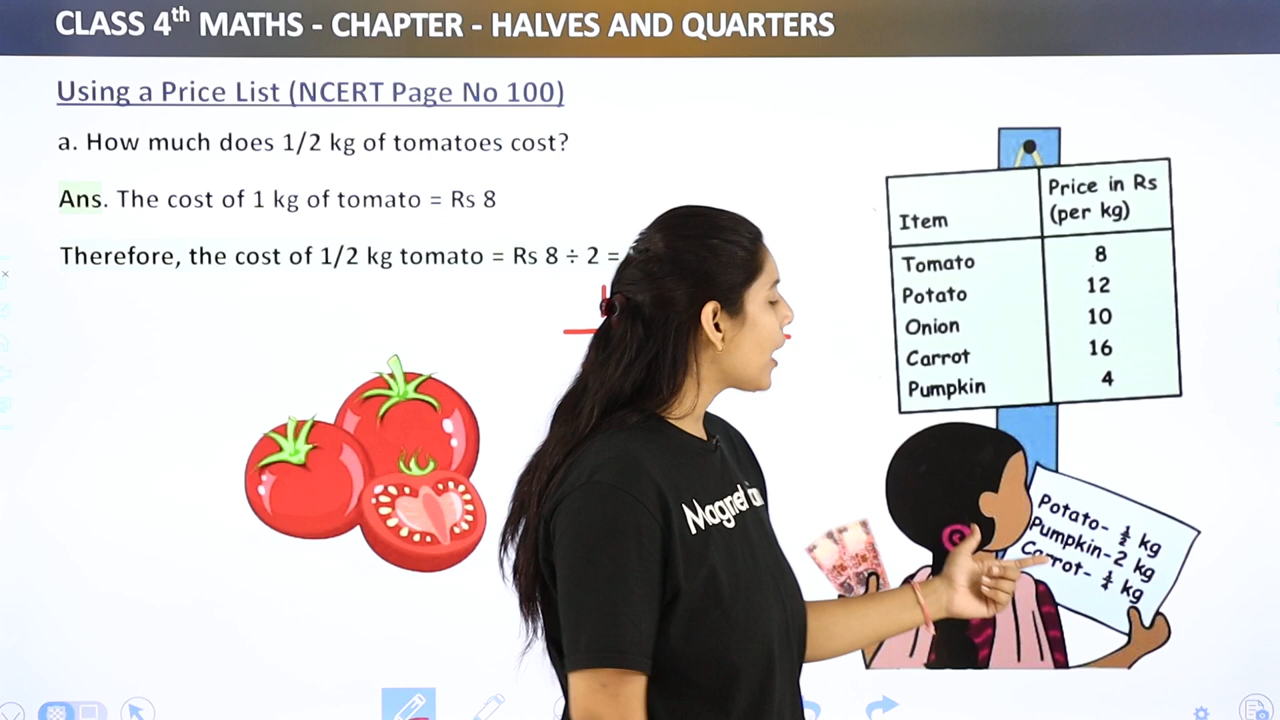 CLASS 4th MATHS - CHAPTER - HALVES AND QUARTERS
Using a Price List (NCERT Page No 100)
a. How much does 1/2 kg of tomatoes cost?
Ans. The cost of 1 kg of tomato = Rs 8
Therefore, the cost of 1/2 kg tomato = Rs 8 ÷ 2 =
Item Price in Rs (per kg)
Tomato 8
Potato 12
Onion 10
Carrot 16
Pumpkin 4
Potato- ½ kg
Pumpkin-2 kg
Carrot- ¼ kg